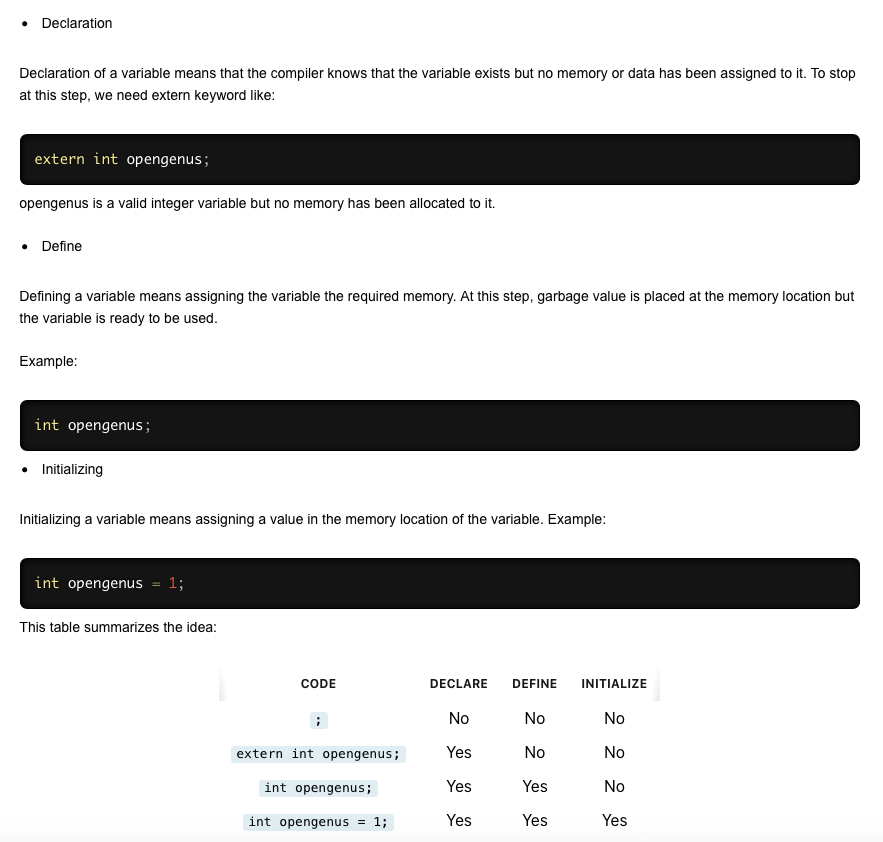 • Declaration
Declaration of a variable means that the compiler knows that the variable exists but no memory or data has been assigned to it. To stop
at this step, we need extern keyword like:
extern int opengenus;
opengenus is a valid integer variable but no memory has been allocated to it.
• Define
Defining a variable means assigning the variable the required memory. At this step, garbage value is placed at the memory location but
the variable is ready to be used.
Example:
int opengenus;
• Initializing
Initializing a variable means assigning a value in the memory location of the variable. Example:
int opengenus = 1;
This table summarizes the idea:
CODE DECLARE DEFINE INITIALIZE
; No No No
extern int opengenus; Yes No No
int opengenus; Yes Yes No
int opengenus = 1; Yes Yes Yes